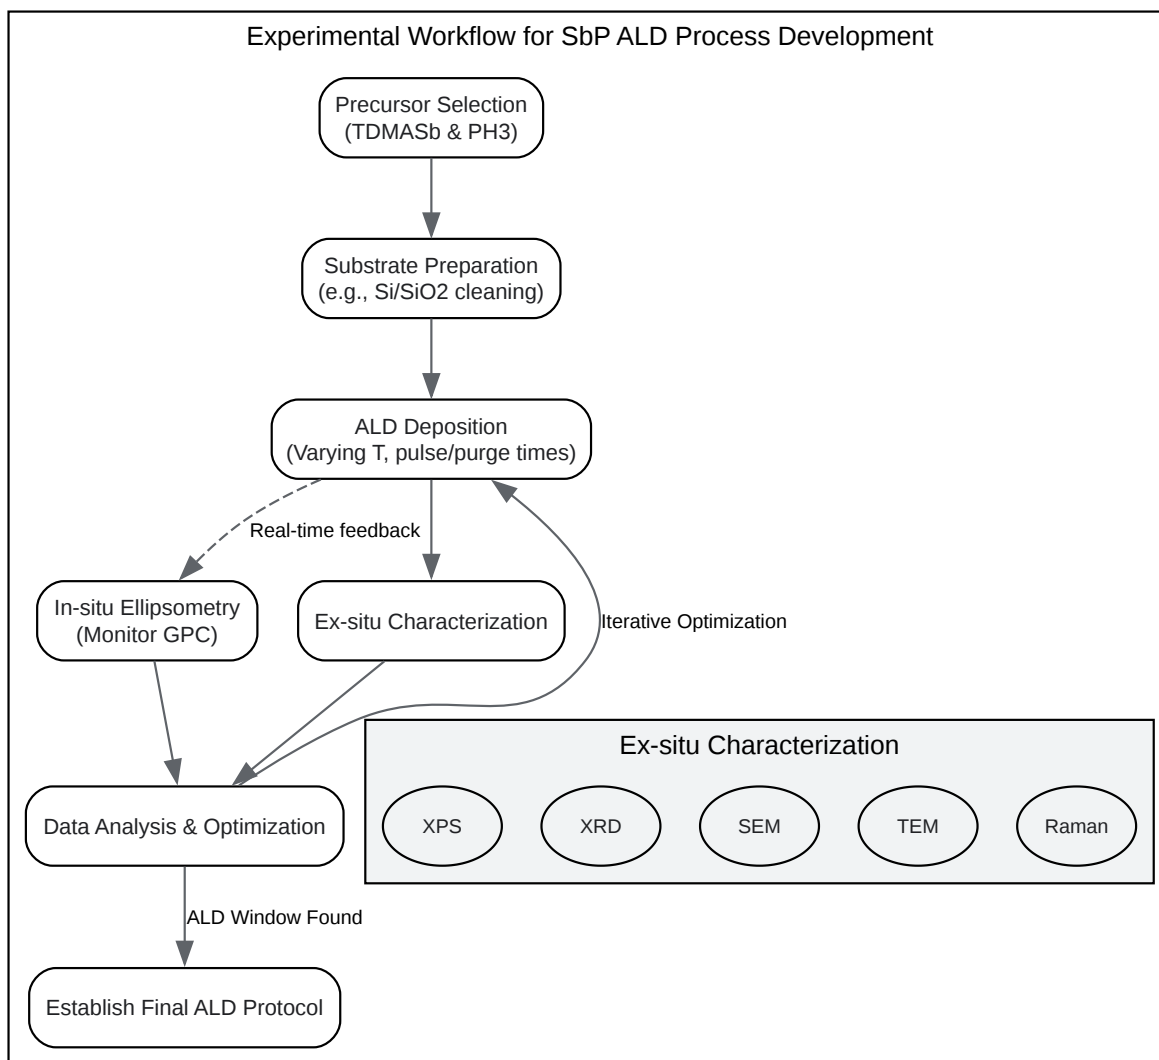 Experimental Workflow for SbP ALD Process Development
Precursor Selection
(TDMASb & PH3)
Substrate Preparation
(e.g., Si/SiO2 cleaning)
ALD Deposition
(Varying T, pulse/purge times)
Real-time feedback
In-situ Ellipsometry
(Monitor GPC)
Ex-situ Characterization
Iterative Optimization
Ex-situ Characterization
Data Analysis & Optimization
XPS
XRD
SEM
TEM
Raman
ALD Window Found
Establish Final ALD Protocol